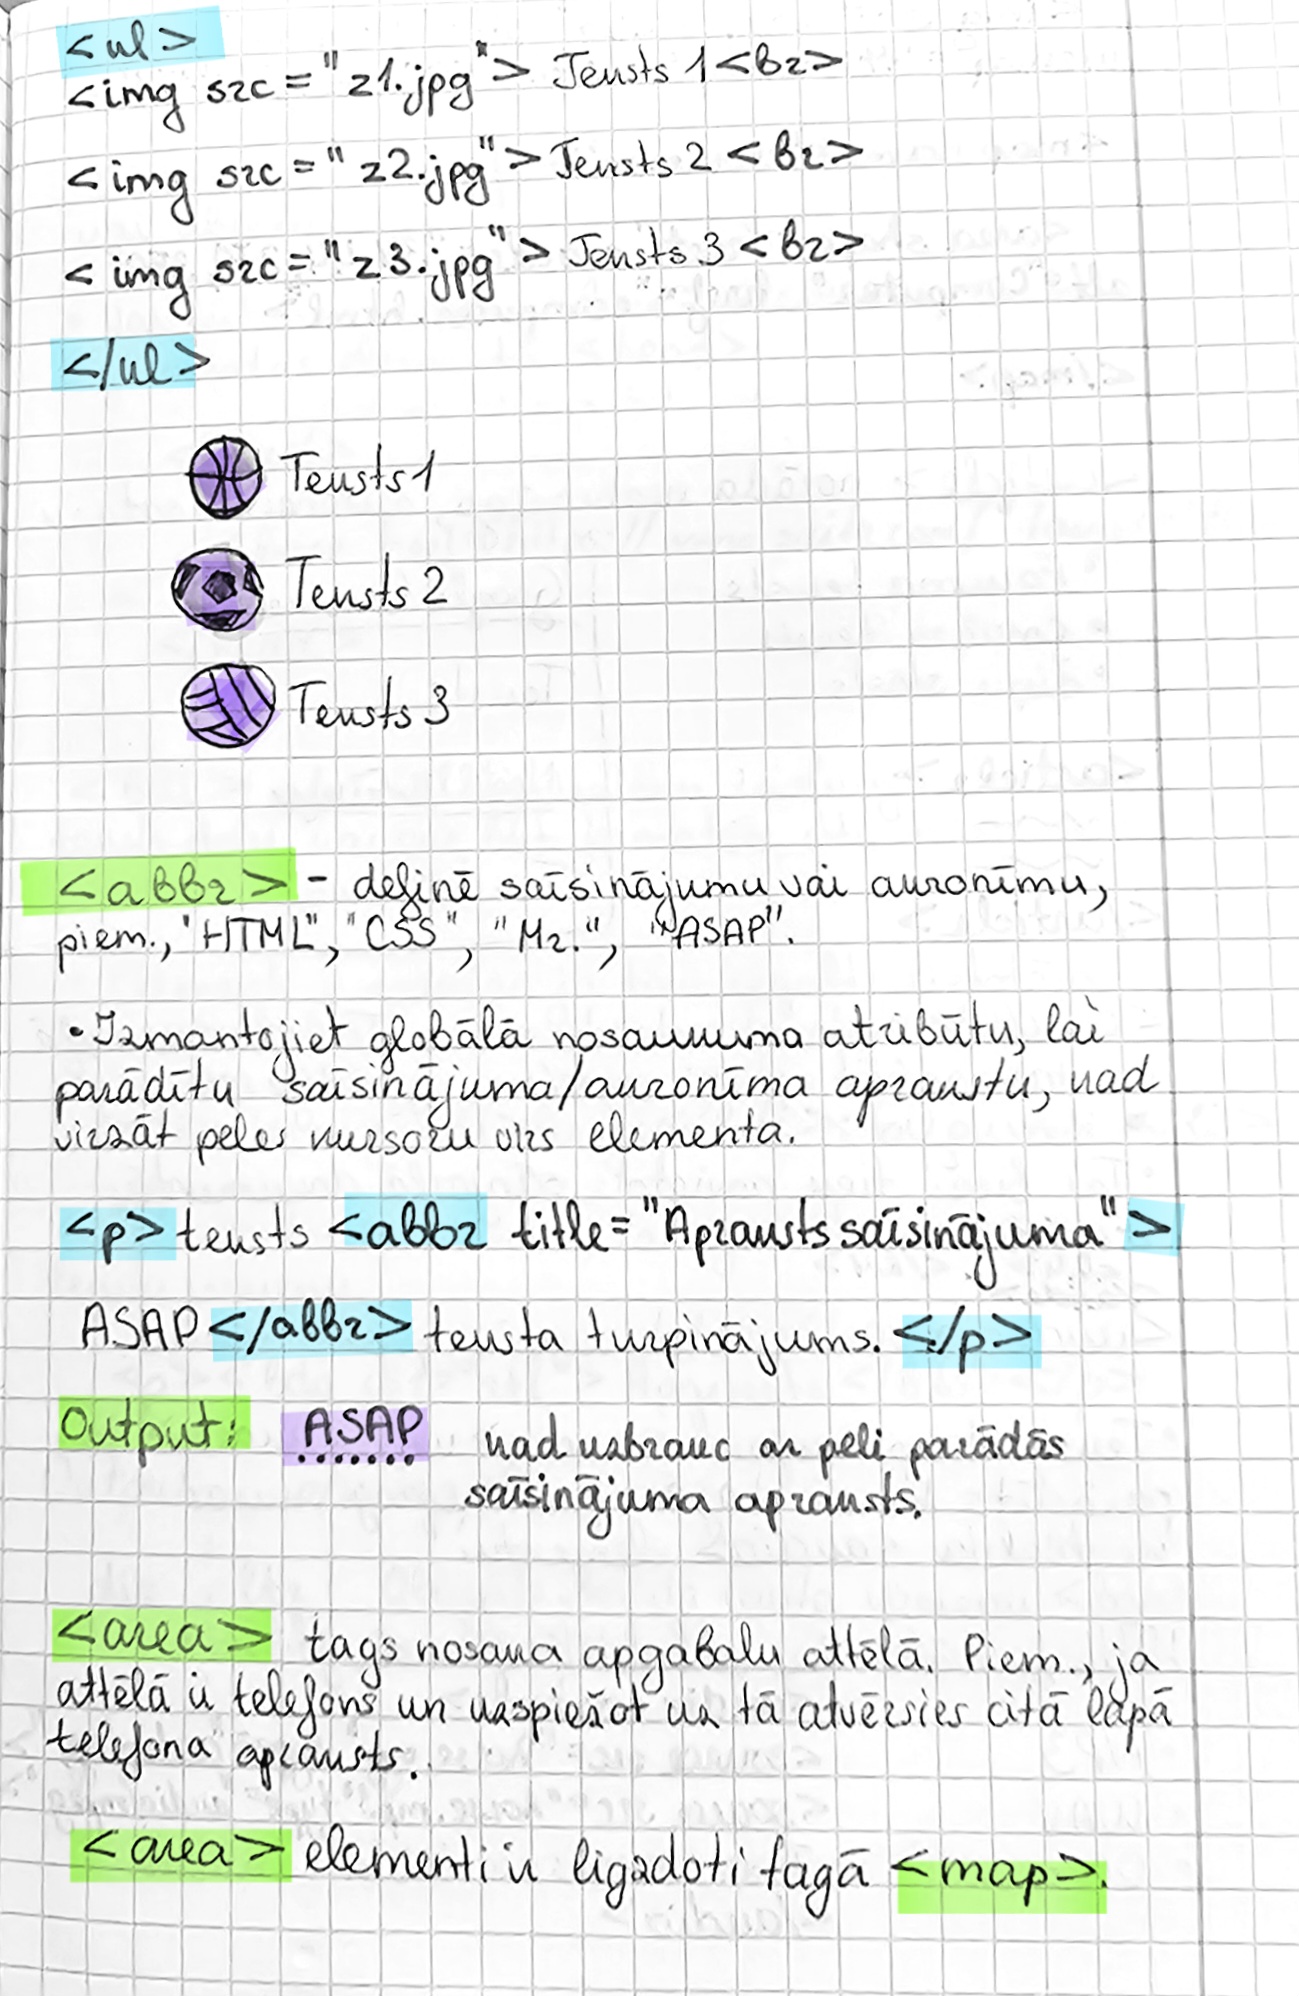 <ul>
<img src="z1.jpg"> Teksts 1<br>
<img src="z2.jpg"> Teksts 2 <br>
<img src="z3.jpg"> Teksts 3 <br>
</ul>
Teksts 1
Teksts 2
Teksts 3
<abbr> - definē saīsinājumu vai akronīmu,
piem., "HTML", "CSS", "Mr.", "ASAP".
• Izmantojiet globālā nosaukuma atribūtu, lai
parādītu saīsinājuma/akronīma aprakstu, kad
virzāt peles kursoru virs elementa.
<p> teksts <abbr title="Apraksts saīsinājuma">
ASAP </abbr> teksta turpinājums. </p>
Output: ASAP kad uzbrauc ar peli parādās
saīsinājuma apraksts.
<area> tags nosaka apgabalu attēlā. Piem., ja
attēlā ir telefons un uzspiežot uz tā atvērsies citā lapā
telefona apraksts.
<area> elementi ir ligzdoti tagā <map>.